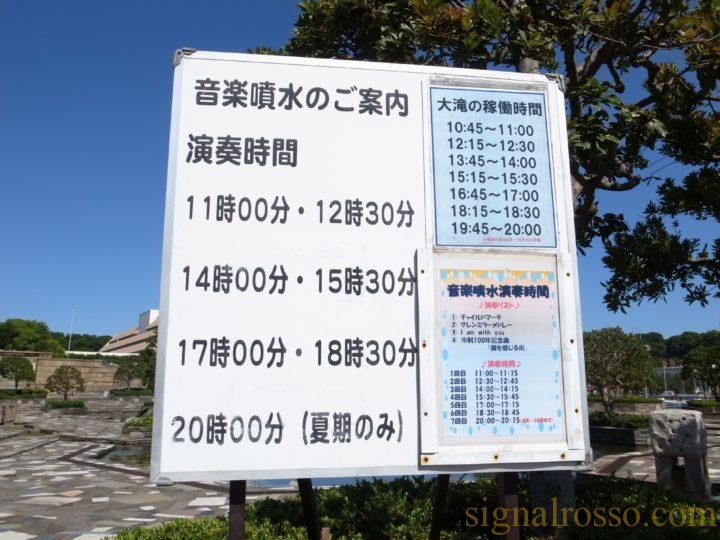 音楽噴水のご案内
演奏時間
11時00分・12時30分
14時00分・15時30分
17時00分・18時30分
20時00分（夏期のみ）
大滝の稼働時間
10:45～11:00
12:15～12:30
13:45～14:00
15:15～15:30
16:45～17:00
18:15～18:30
19:45～20:00
音楽噴水演奏時間
♪演奏リスト♪
① チャイルドマーチ
② グレンミラーメドレー
③ I am with you
④ 市制100年記念曲
「風を感じる街」
♪演奏時間♪
1回目 11:00～11:15
2回目 12:30～12:45
3回目 14:00～14:15
4回目 15:30～15:45
5回目 17:00～17:15
6回目 18:30～18:45
7回目 20:00～20:15
signalrosso.com